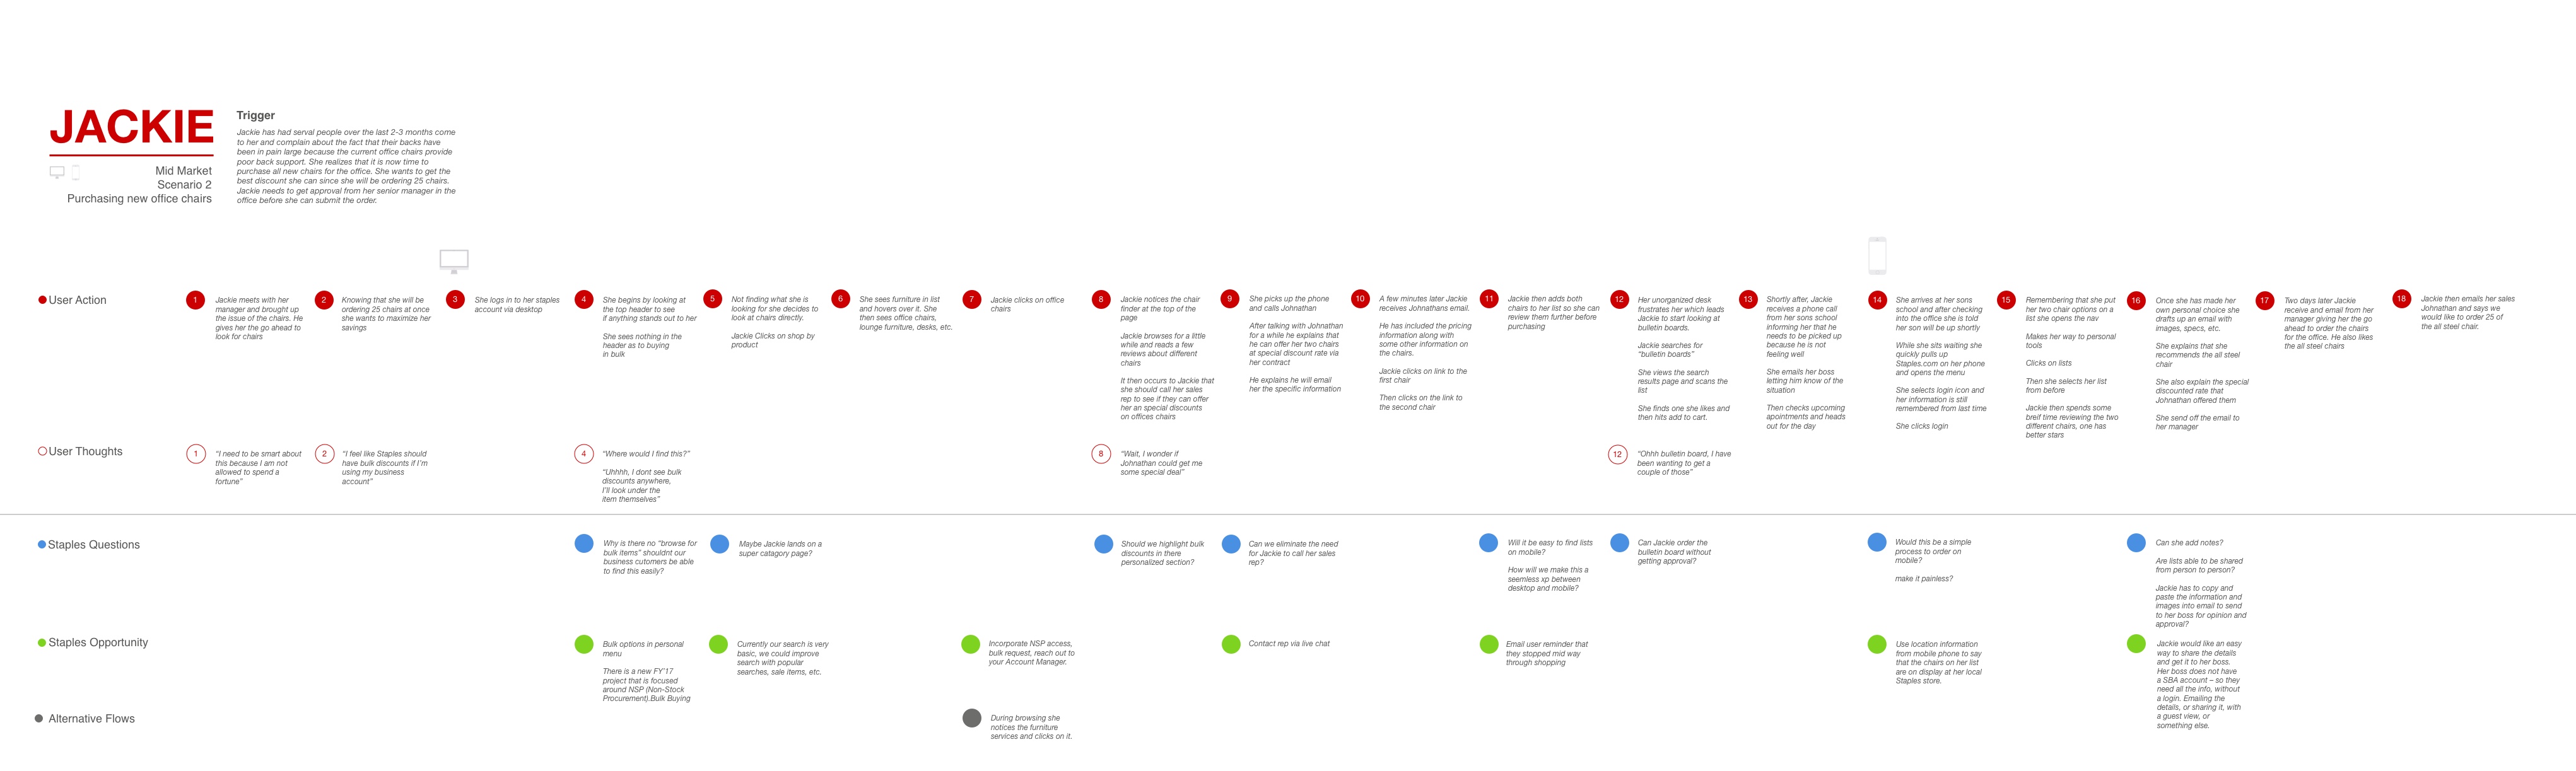 JACKIE
Mid Market
Scenario 2
Purchasing new office chairs
Trigger
Jackie has had serval people over the last 2-3 months come
to her and complain about the fact that their backs have
been in pain large because the current office chairs provide
poor back support. She realizes that it is now time to
purchase all new chairs for the office. She wants to get the
best discount she can since she will be ordering 25 chairs.
Jackie needs to get approval from her senior manager in the
office before she can submit the order.
User Action
1
Jackie meets with her
manager and brought up
the issue of the chairs. He
gives her the go ahead to
look for chairs
2
Knowing that she will be
ordering 25 chairs at once
she wants to maximize her
savings
3
She logs in to her staples
account via desktop
4
She begins by looking at
the top header to see
if anything stands out to her
She sees nothing in the
header as to buying
in bulk
5
Not finding what she is
looking for she decides to
look at chairs directly.
Jackie Clicks on shop by
product
6
She sees furniture in list
and hovers over it. She
then sees office chairs,
lounge furniture, desks, etc.
7
Jackie clicks on office
chairs
8
Jackie notices the chair
finder at the top of the
page
Jackie browses for a little
while and reads a few
reviews about different
chairs
It then occurs to Jackie that
she should call her sales
rep to see if they can offer
her an special discounts
on offices chairs
9
She picks up the phone
and calls Johnathan
After talking with Johnathan
for a while he explains that
he can offer her two chairs
at special discount rate via
her contract
He explains he will email
her the specific information
10
A few minutes later Jackie
receives Johnathans email.
He has included the pricing
information along with
some other information on
the chairs.
Jackie clicks on link to the
first chair
Then clicks on the link to
the second chair
11
Jackie then adds both
chairs to her list so she can
review them further before
purchasing
12
Her unorganized desk
frustrates her which leads
Jackie to start looking at
bulletin boards.
Jackie searches for
“bulletin boards”
She views the search
results page and scans the
list
She finds one she likes and
then hits add to cart.
13
Shortly after, Jackie
receives a phone call
from her sons school
informing her that he
needs to be picked up
because he is not
feeling well
She emails her boss
letting him know of the
situation
Then checks upcoming
apointments and heads
out for the day
14
She arrives at her sons
school and after checking
into the office she is told
her son will be up shortly
While she sits waiting she
quickly pulls up
Staples.com on her phone
and opens the menu
She selects login icon and
her information is still
remembered from last time
She clicks login
15
Remembering that she put
her two chair options on a
list she opens the nav
Makes her way to personal
tools
Clicks on lists
Then she selects her list
from before
Jackie then spends some
breif time reviewing the two
different chairs, one has
better stars
16
Once she has made her
own personal choice she
drafts up an email with
images, specs, etc.
She explains that she
recommends the all steel
chair
She also explain the special
discounted rate that
Johnathan offered them
She send off the email to
her manager
17
Two days later Jackie
receive and email from her
manager giving her the go
ahead to order the chairs
for the office. He also likes
the all steel chairs
18
Jackie then emails her sales
Johnathan and says we
would like to order 25 of
the all steel chair.
User Thoughts
1
“I need to be smart about
this because I am not
allowed to spend a
fortune”
2
“I feel like Staples should
have bulk discounts if I’m
using my business
account”
4
“Where would I find this?”
“Uhhhh, I dont see bulk
discounts anywhere,
I’ll look under the
item themselves”
8
“Wait, I wonder if
Johnathan could get me
some special deal”
12
“Ohhh bulletin board, I have
been wanting to get a
couple of those”
Staples Questions
Why is there no “browse for
bulk items” shouldnt our
business cutomers be able
to find this easily?
Maybe Jackie lands on a
super catagory page?
Should we highlight bulk
discounts in there
personalized section?
Can we eliminate the need
for Jackie to call her sales
rep?
Will it be easy to find lists
on mobile?
How will we make this a
seemless xp between
desktop and mobile?
Can Jackie order the
bulletin board without
getting approval?
Would this be a simple
process to order on
mobile?
make it painless?
Can she add notes?
Are lists able to be shared
from person to person?
Jackie has to copy and
paste the information and
images into email to send
to her boss for opinion and
approval?
Staples Opportunity
Bulk options in personal
menu
There is a new FY’17
project that is focused
around NSP (Non-Stock
Procurement).Bulk Buying
Currently our search is very
basic, we could improve
search with popular
searches, sale items, etc.
Incorporate NSP access,
bulk request, reach out to
your Account Manager.
Contact rep via live chat
Email user reminder that
they stopped mid way
through shopping
Use location information
from mobile phone to say
that the chairs on her list
are on display at her local
Staples store.
Jackie would like an easy
way to share the details
and get it to her boss.
Her boss does not have
a SBA account – so they
need all the info, without
a login. Emailing the
details, or sharing it, with
a guest view, or
something else.
Alternative Flows
During browsing she
notices the furniture
services and clicks on it.